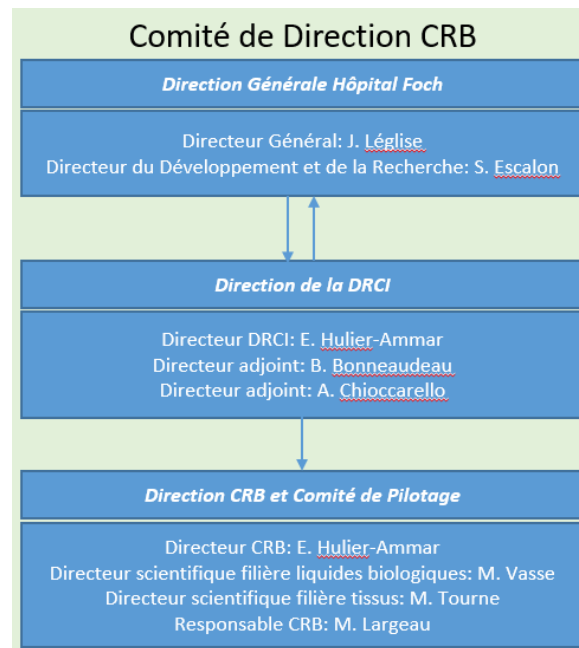 Comité de Direction CRB
Direction Générale Hôpital Foch
Directeur Général: J. Léglise
Directeur du Développement et de la Recherche: S. Escalon
Direction de la DRCI
Directeur DRCI: E. Hulier-Ammar
Directeur adjoint: B. Bonneaudeau
Directeur adjoint: A. Chioccarello
Direction CRB et Comité de Pilotage
Directeur CRB: E. Hulier-Ammar
Directeur scientifique filière liquides biologiques: M. Vasse
Directeur scientifique filière tissus: M. Tourne
Responsable CRB: M. Largeau